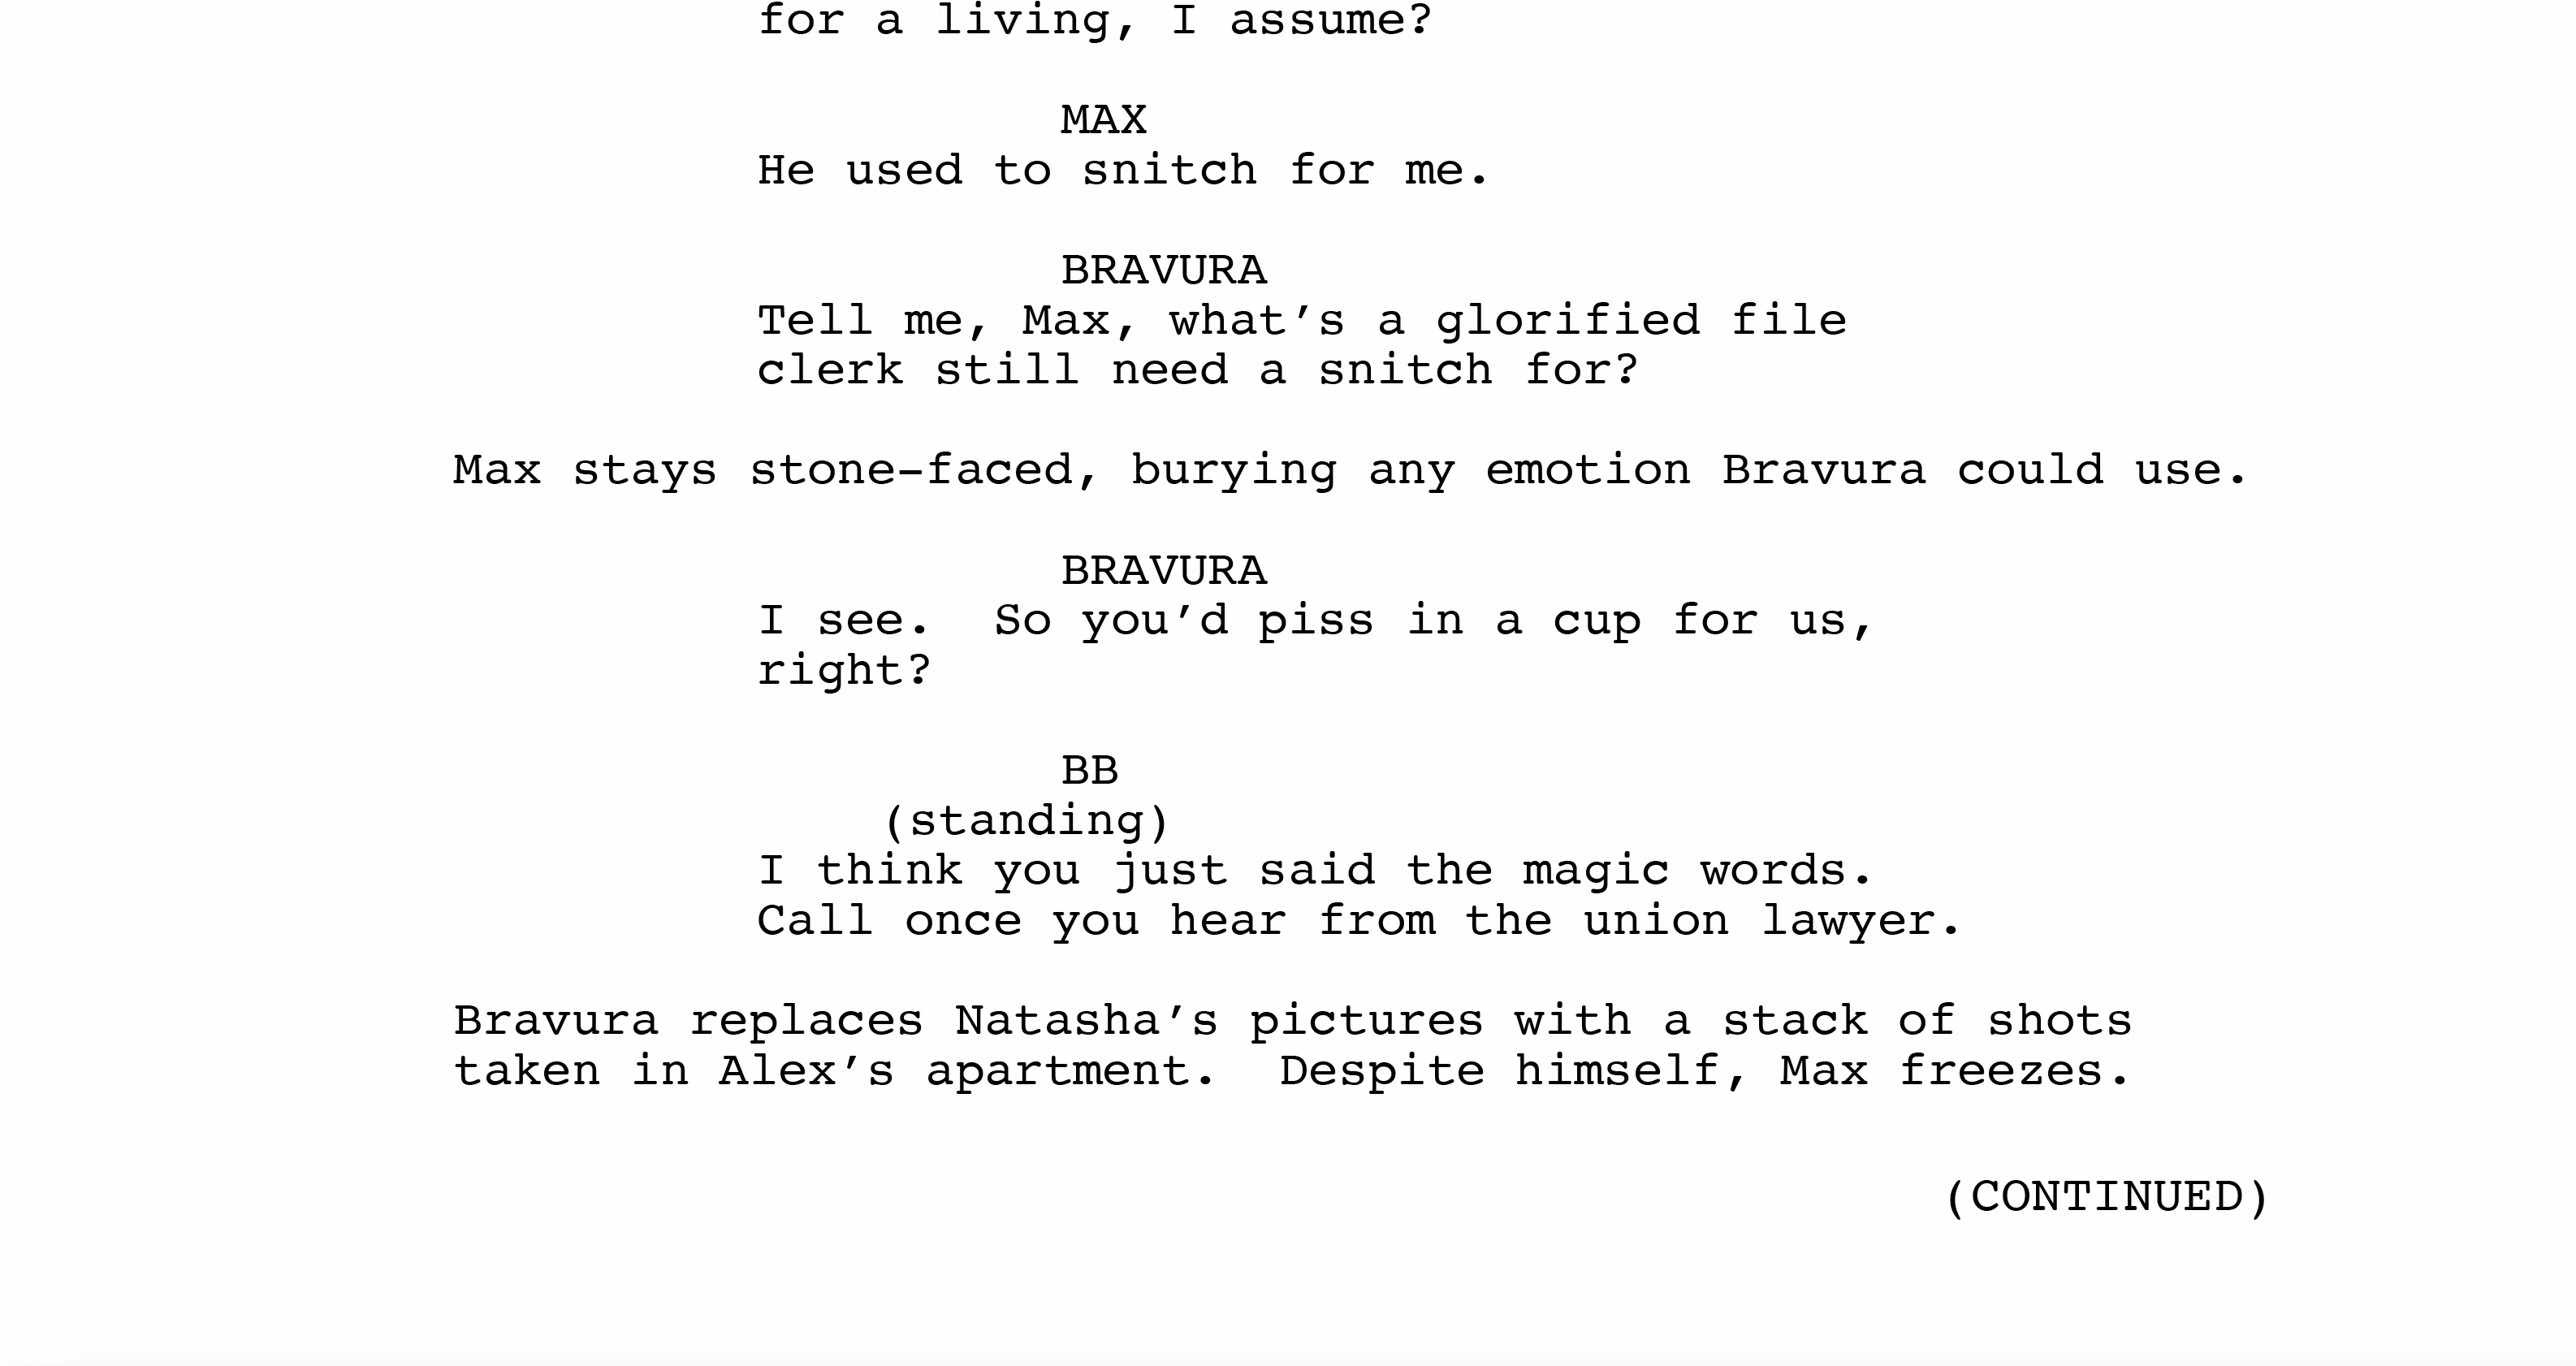 for a living, I assume?
MAX
He used to snitch for me.
BRAVURA
Tell me, Max, what’s a glorified file
clerk still need a snitch for?
Max stays stone-faced, burying any emotion Bravura could use.
BRAVURA
I see.  So you’d piss in a cup for us,
right?
BB
(standing)
I think you just said the magic words.
Call once you hear from the union lawyer.
Bravura replaces Natasha’s pictures with a stack of shots
taken in Alex’s apartment.  Despite himself, Max freezes.
(CONTINUED)